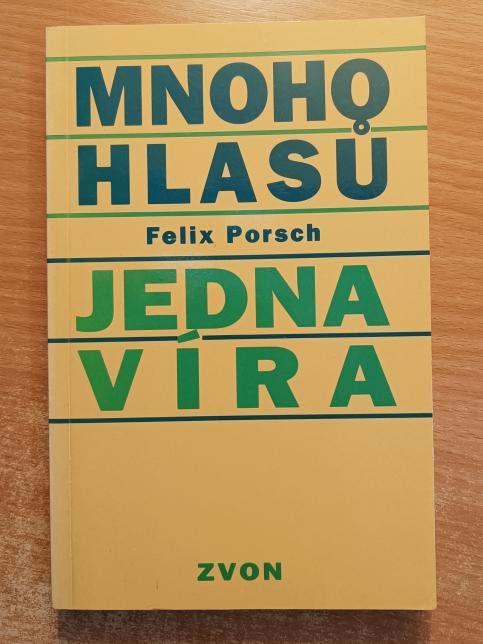 MNOHO
HLASŮ
Felix Porsch
JEDNA
VÍRA
ZVON